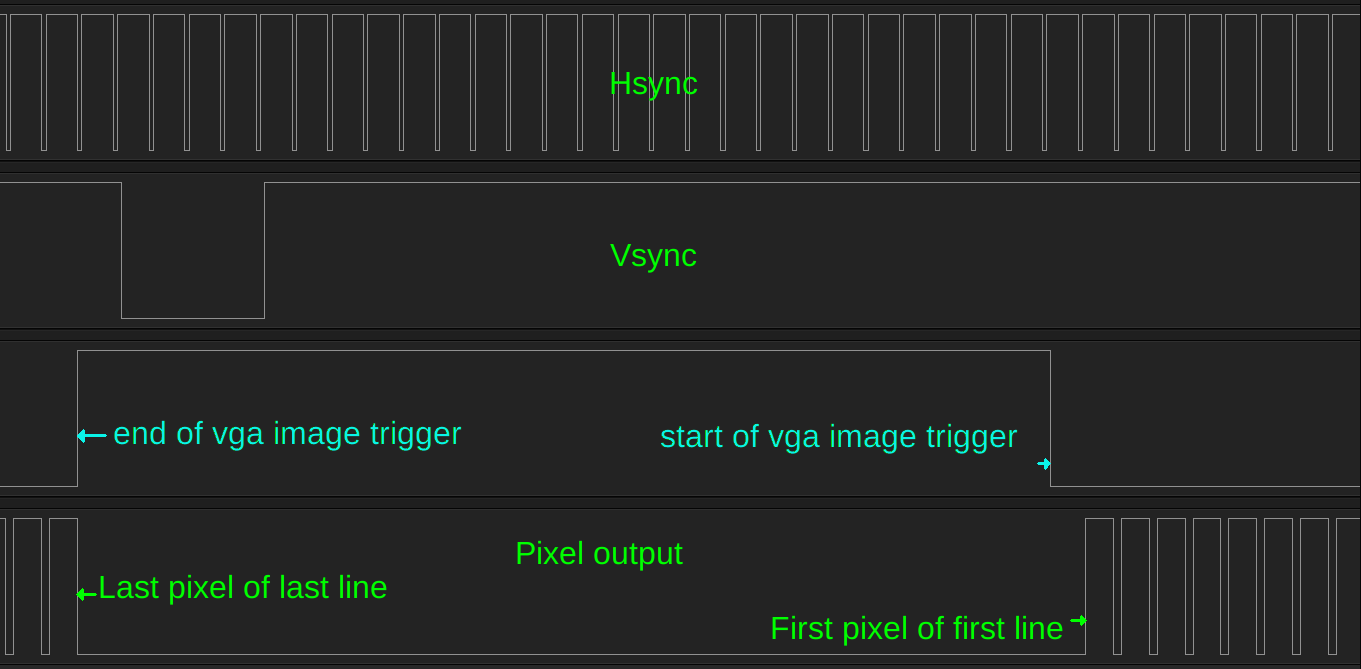 Hsync
Vsync
end of vga image trigger
start of vga image trigger
Pixel output
Last pixel of last line
First pixel of first line